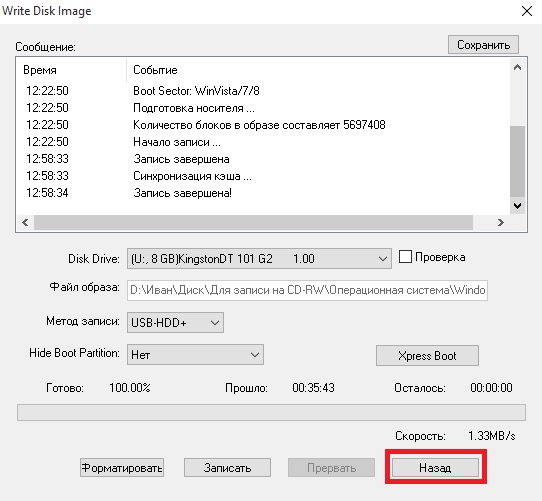 Write Disk Image
Сообщение:
Сохранить
Время Событие
12:22:50 Boot Sector: WinVista/7/8
12:22:50 Подготовка носителя ...
12:22:50 Количество блоков в образе составляет 5697408
12:22:50 Начало записи ...
12:58:33 Запись завершена
12:58:33 Синхронизация кэша ...
12:58:34 Запись завершена!
Disk Drive: (U:, 8 GB)KingstonDT 101 G2 1.00 Проверка
Файл образа: D:\Иван\Диск\Для записи на CD-RW\Операционная система\Windo
Метод записи: USB-HDD+
Hide Boot Partition: Нет Xpress Boot
Готово: 100.00% Прошло: 00:35:43 Осталось: 00:00:00
Скорость: 1.33MB/s
Форматировать Записать Прервать Назад